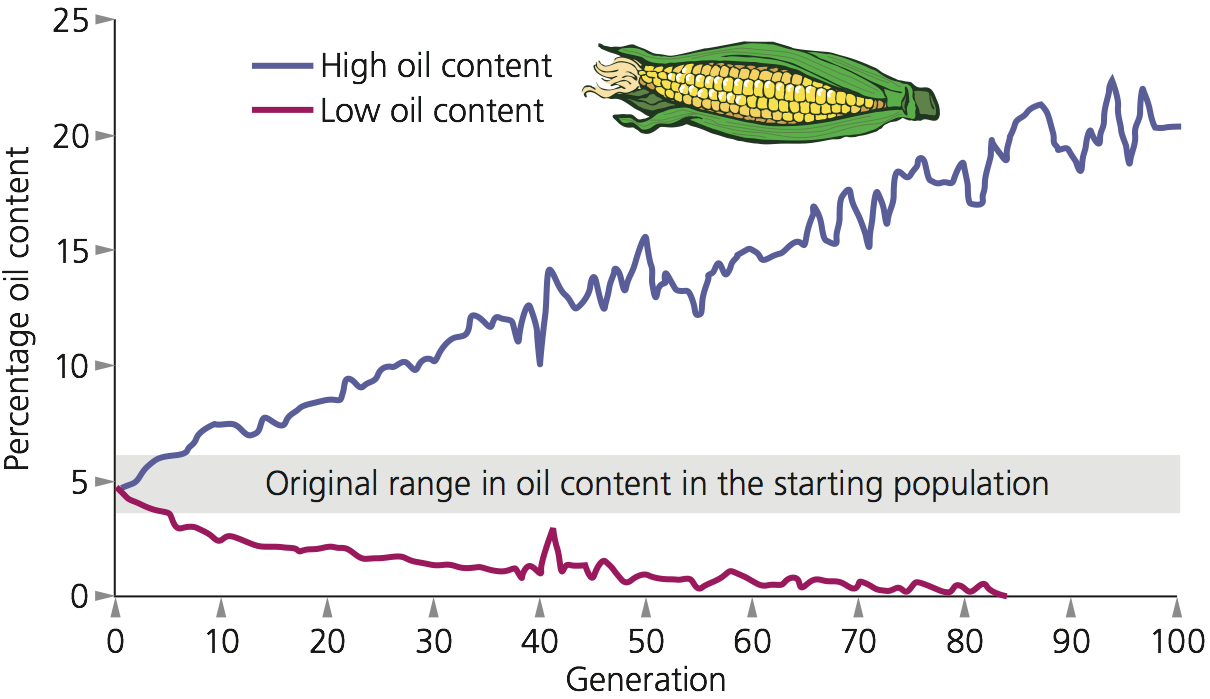 25
20
15
10
5
0
Percentage oil content
High oil content
Low oil content
Original range in oil content in the starting population
0 10 20 30 40 50 60 70 80 90 100
Generation